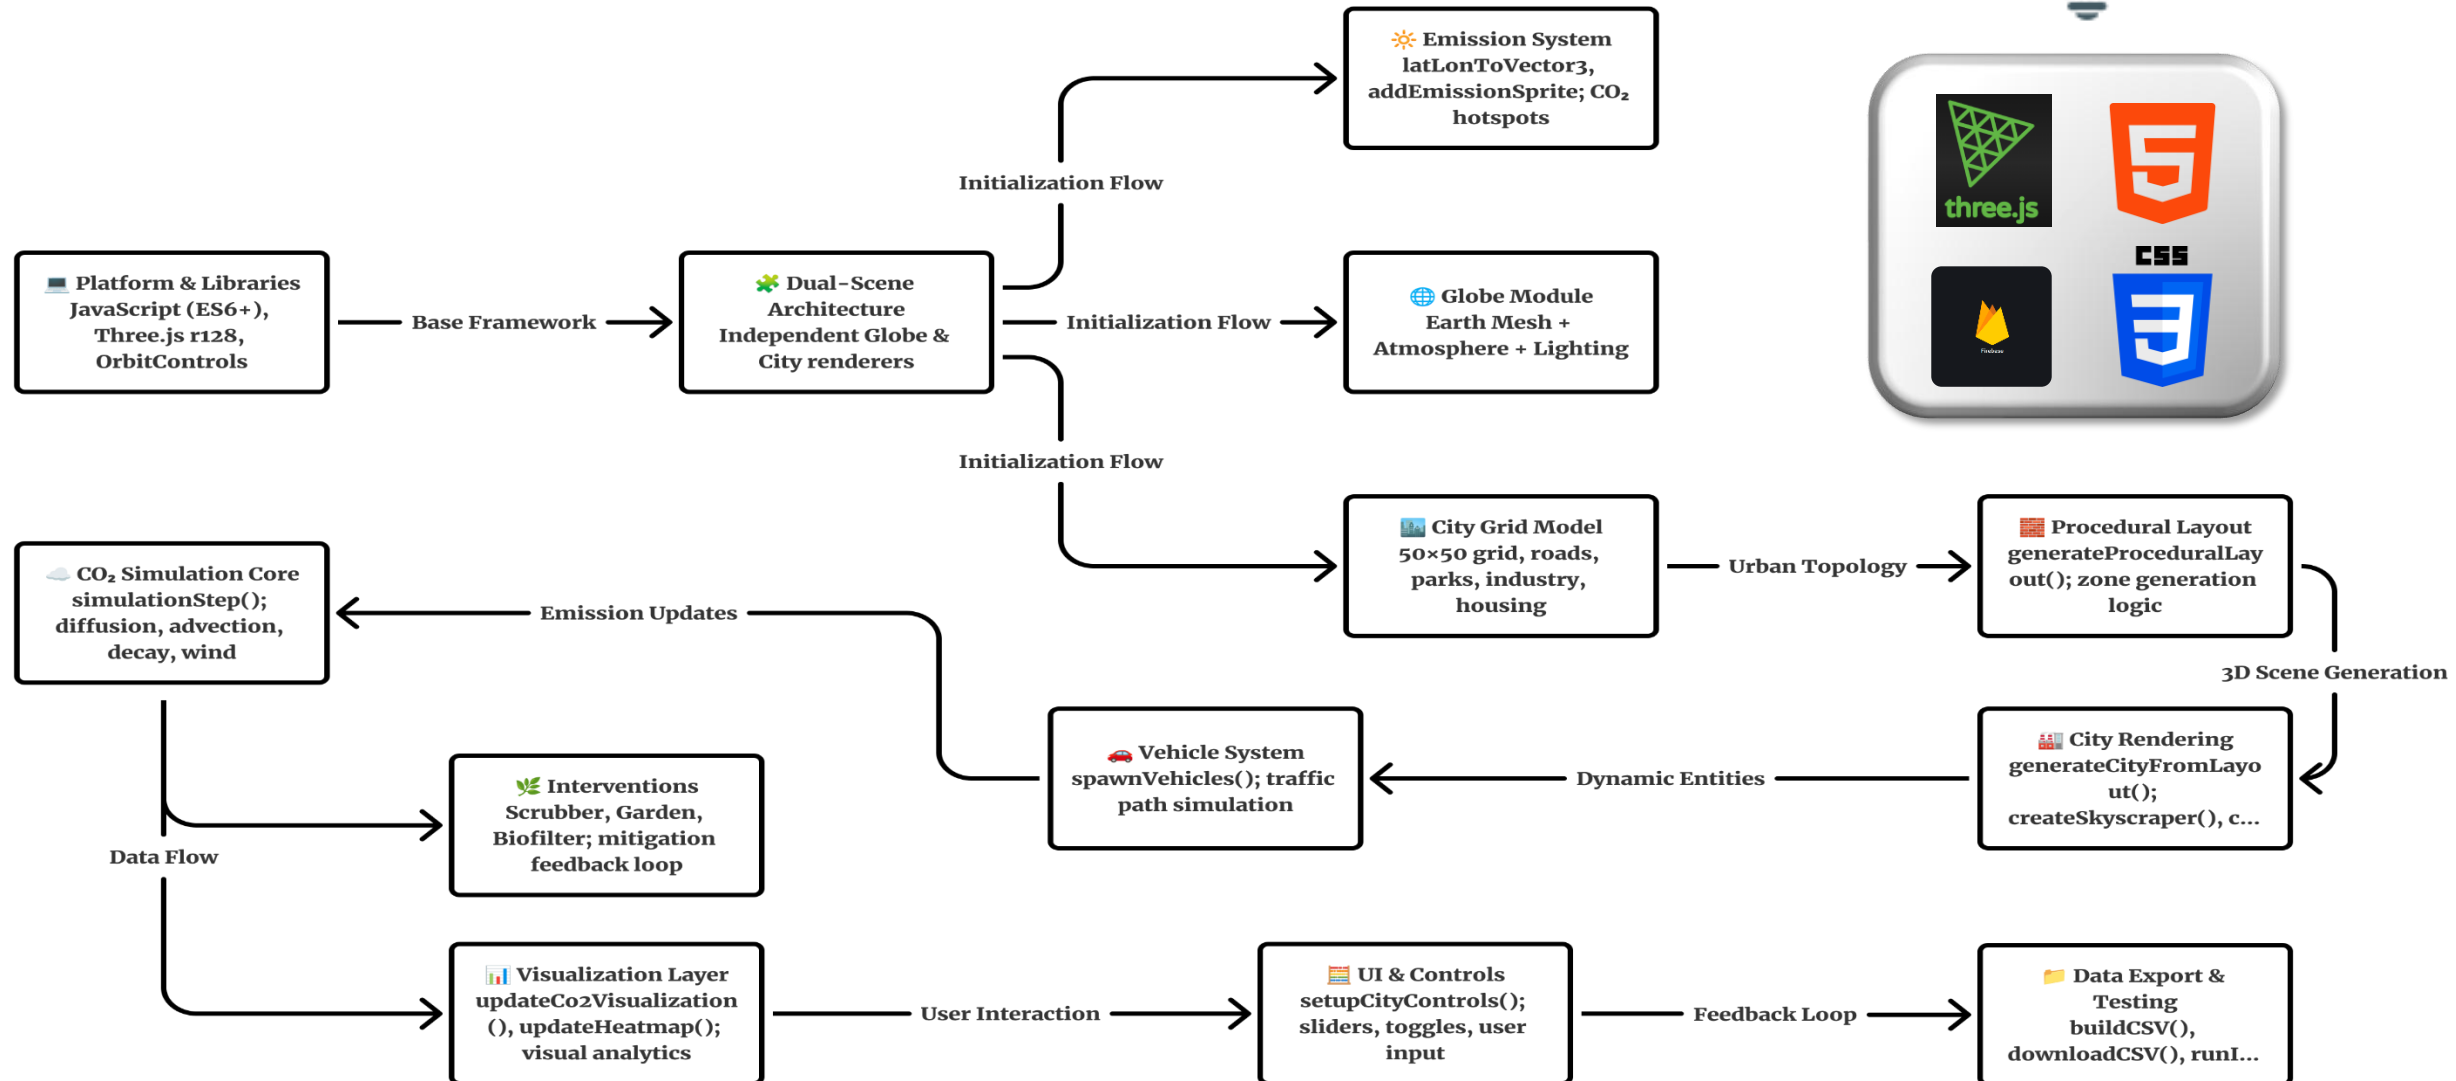 Emission System
latLonToVector3,
addEmissionSprite; CO₂
hotspots
three.js
CSS
Firebase
Initialization Flow
Platform & Libraries
JavaScript (ES6+),
Three.js r128,
OrbitControls
Base Framework
Dual-Scene
Architecture
Independent Globe &
City renderers
Initialization Flow
Globe Module
Earth Mesh +
Atmosphere + Lighting
Initialization Flow
City Grid Model
50×50 grid, roads,
parks, industry,
housing
Urban Topology
Procedural Layout
generateProceduralLay
out(); zone generation
logic
3D Scene Generation
CO₂ Simulation Core
simulationStep();
diffusion, advection,
decay, wind
Emission Updates
Vehicle System
spawnVehicles(); traffic
path simulation
Dynamic Entities
City Rendering
generateCityFromLayo
ut();
createSkyscraper(), c...
Interventions
Scrubber, Garden,
Biofilter; mitigation
feedback loop
Data Flow
Visualization Layer
updateCo2Visualization
(), updateHeatmap();
visual analytics
User Interaction
UI & Controls
setupCityControls();
sliders, toggles, user
input
Feedback Loop
Data Export &
Testing
buildCSV(),
downloadCSV(), runI...